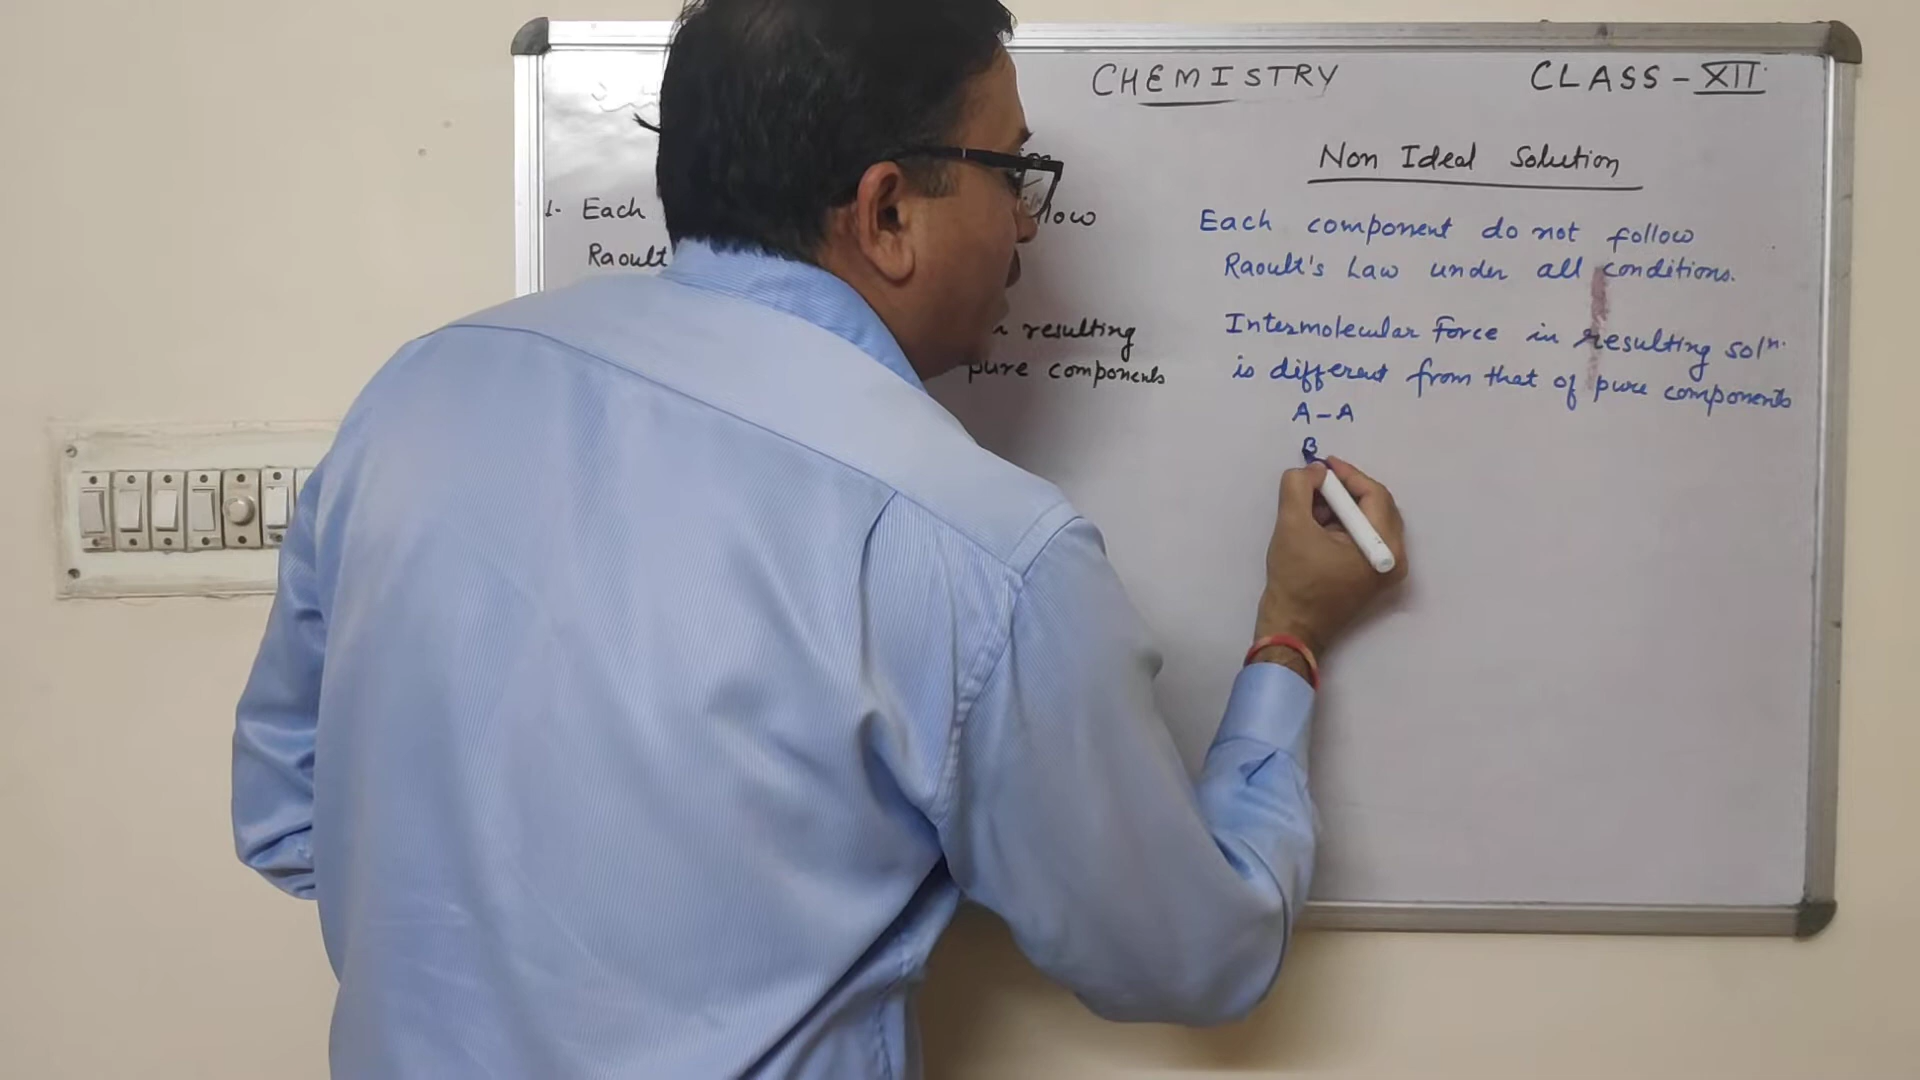 CHEMISTRY CLASS - XII
Non Ideal Solution
1. Each
Raoult
resulting
pure components
Each component do not follow
Raoult's Law under all conditions.
Intermolecular Force in resulting solⁿ.
is different from that of pure components
A - A
B